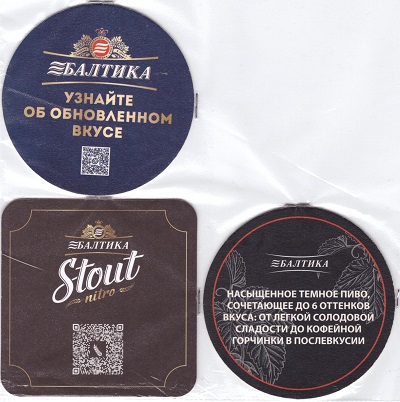 БАЛТИКА
УЗНАЙТЕ
ОБ ОБНОВЛЕННОМ
ВКУСЕ
БАЛТИКА
Stout
nitro
БАЛТИКА
НАСЫЩЕННОЕ ТЕМНОЕ ПИВО,
СОЧЕТАЮЩЕЕ ДО 6 ОТТЕНКОВ
ВКУСА: ОТ ЛЕГКОЙ СОЛОДОВОЙ
СЛАДОСТИ ДО КОФЕЙНОЙ
ГОРЧИНКИ В ПОСЛЕВКУСИИ